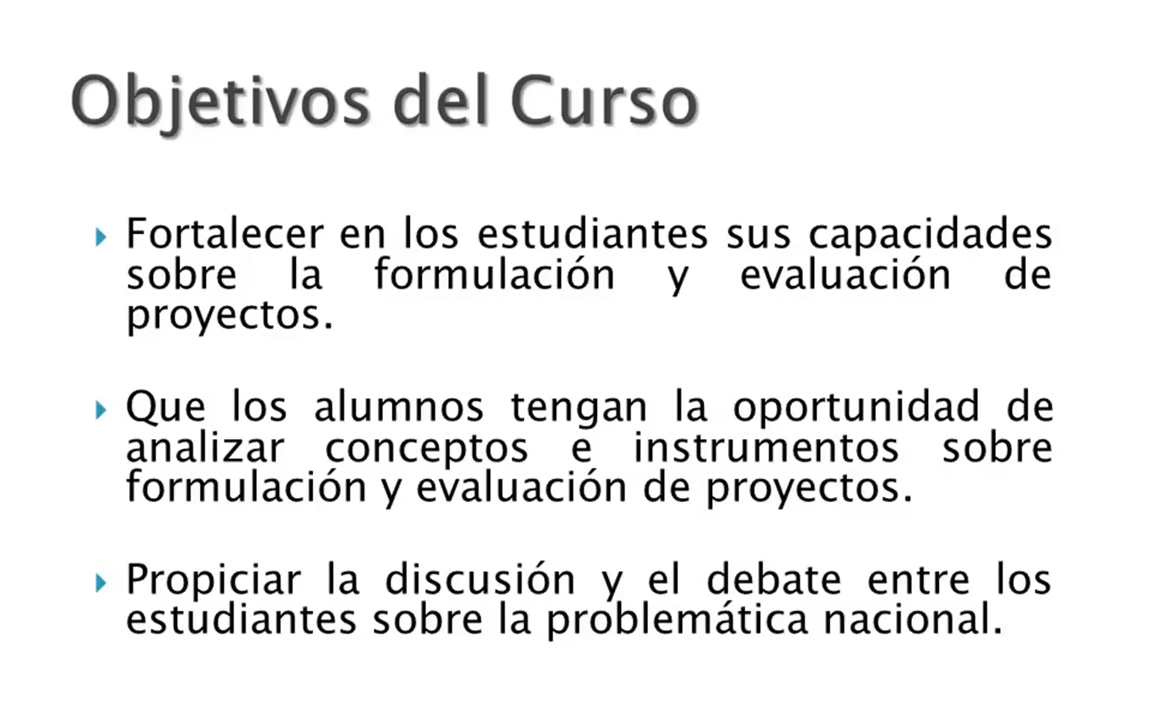 Objetivos del Curso
Fortalecer en los estudiantes sus capacidades
sobre la formulación y evaluación de
proyectos.
Que los alumnos tengan la oportunidad de
analizar conceptos e instrumentos sobre
formulación y evaluación de proyectos.
Propiciar la discusión y el debate entre los
estudiantes sobre la problemática nacional.